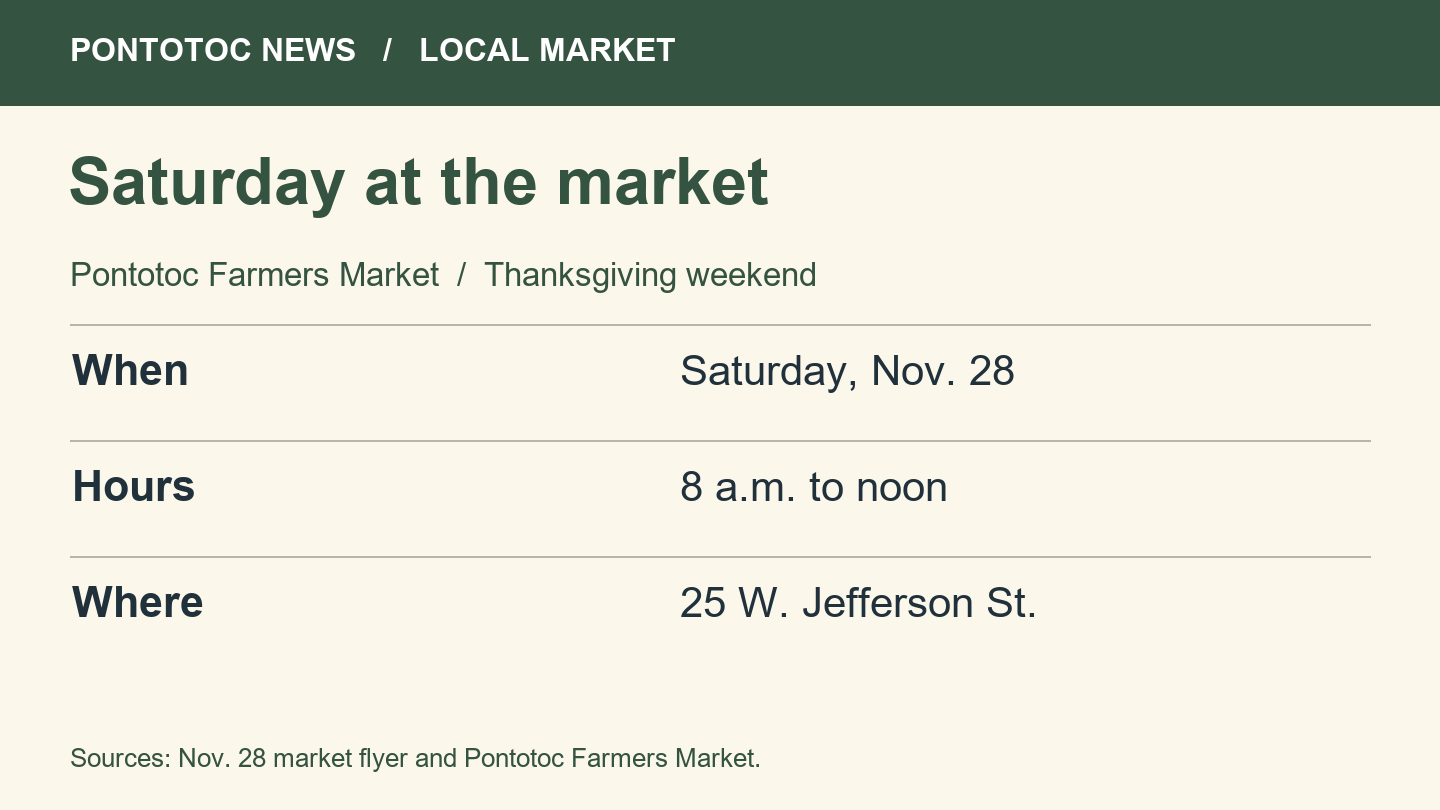 PONTOTOC NEWS / LOCAL MARKET
Saturday at the market
Pontotoc Farmers Market / Thanksgiving weekend
When Saturday, Nov. 28
Hours 8 a.m. to noon
Where 25 W. Jefferson St.
Sources: Nov. 28 market flyer and Pontotoc Farmers Market.